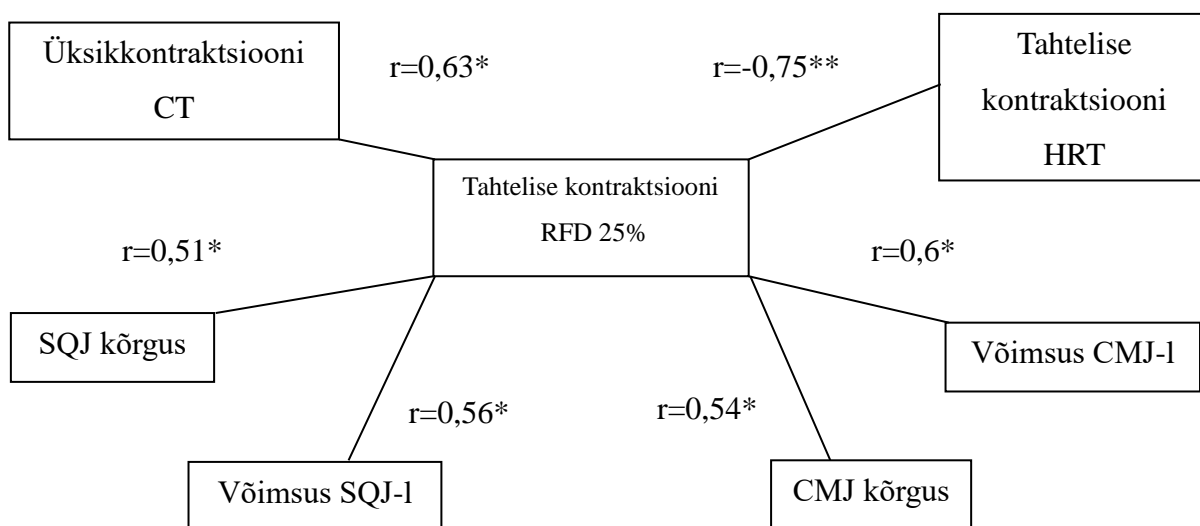 Üksikkontraktsiooni
CT
r=0,63*
r=-0,75**
Tahtelise
kontraktsiooni
HRT
Tahtelise kontraktsiooni
RFD 25%
r=0,51*
r=0,6*
SQJ kõrgus
Võimsus CMJ-l
r=0,56*
r=0,54*
Võimsus SQJ-l
CMJ kõrgus